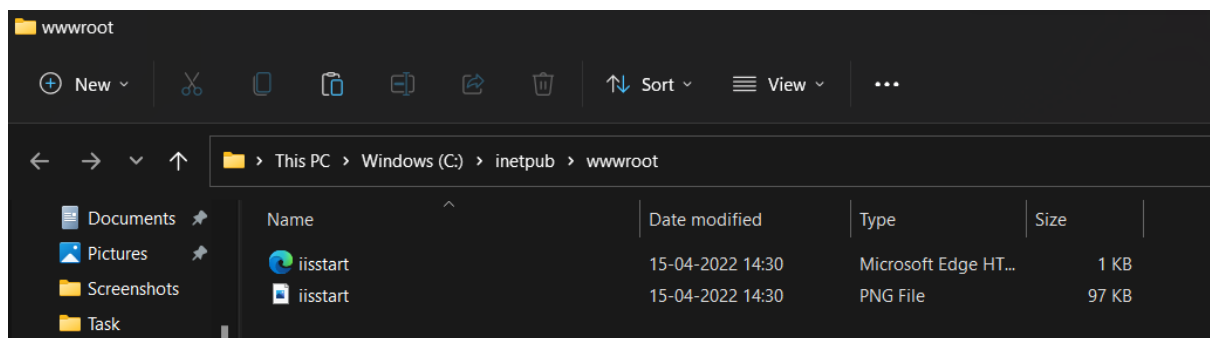 wwwroot
New Sort View
This PC > Windows (C:) > inetpub > wwwroot
Documents Name Date modified Type Size
Pictures iisstart 15-04-2022 14:30 Microsoft Edge HT... 1 KB
Screenshots iisstart 15-04-2022 14:30 PNG File 97 KB
Task